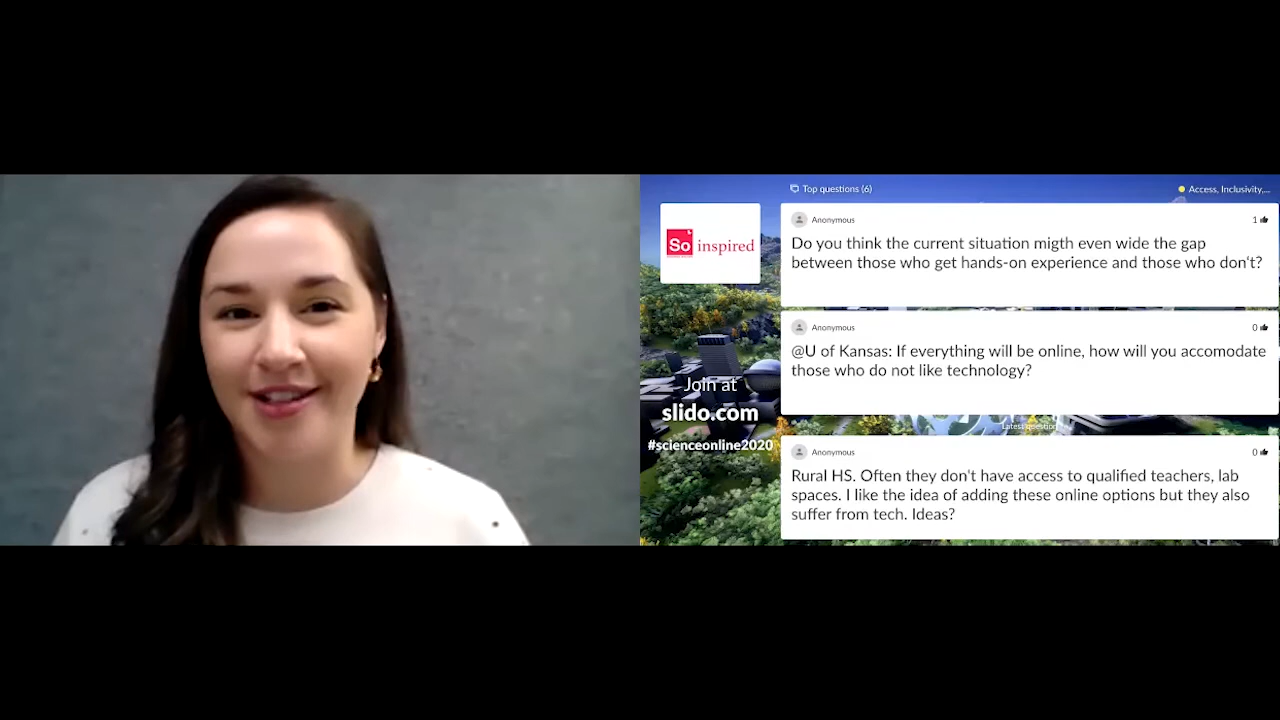 Top questions (6)
Access, Inclusivity,...
So inspired
Anonymous
1
Do you think the current situation migth even wide the gap
between those who get hands-on experience and those who don't?
Anonymous
0
@U of Kansas: If everything will be online, how will you accomodate
those who do not like technology?
Join at
slido.com
#scienceonline2020
Latest question
Anonymous
0
Rural HS. Often they don't have access to qualified teachers, lab
spaces. I like the idea of adding these online options but they also
suffer from tech. Ideas?